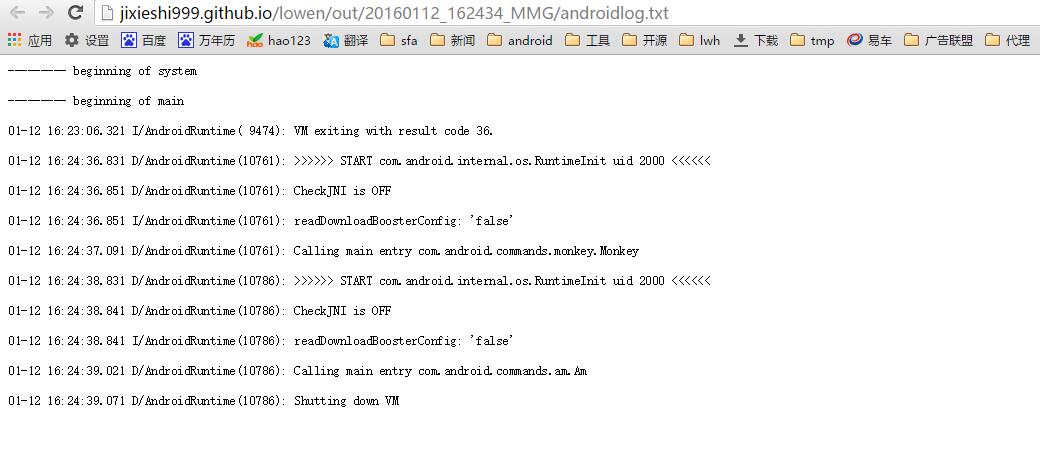 jixieshi999.github.io/lowen/out/20160112_162434_MMG/androidlog.txt
应用 设置 百度 万年历 hao123 翻译 sfa 新闻 android 工具 开源 lwh 下载 tmp 易车 广告联盟 代理
--------- beginning of system
--------- beginning of main
01-12 16:23:06.321 I/AndroidRuntime( 9474): VM exiting with result code 36.
01-12 16:24:36.831 D/AndroidRuntime(10761): >>>>>> START com.android.internal.os.RuntimeInit uid 2000 <<<<<<
01-12 16:24:36.851 D/AndroidRuntime(10761): CheckJNI is OFF
01-12 16:24:36.851 I/AndroidRuntime(10761): readDownloadBoosterConfig: 'false'
01-12 16:24:37.091 D/AndroidRuntime(10761): Calling main entry com.android.commands.monkey.Monkey
01-12 16:24:38.831 D/AndroidRuntime(10786): >>>>>> START com.android.internal.os.RuntimeInit uid 2000 <<<<<<
01-12 16:24:38.841 D/AndroidRuntime(10786): CheckJNI is OFF
01-12 16:24:38.841 I/AndroidRuntime(10786): readDownloadBoosterConfig: 'false'
01-12 16:24:39.021 D/AndroidRuntime(10786): Calling main entry com.android.commands.am.Am
01-12 16:24:39.071 D/AndroidRuntime(10786): Shutting down VM